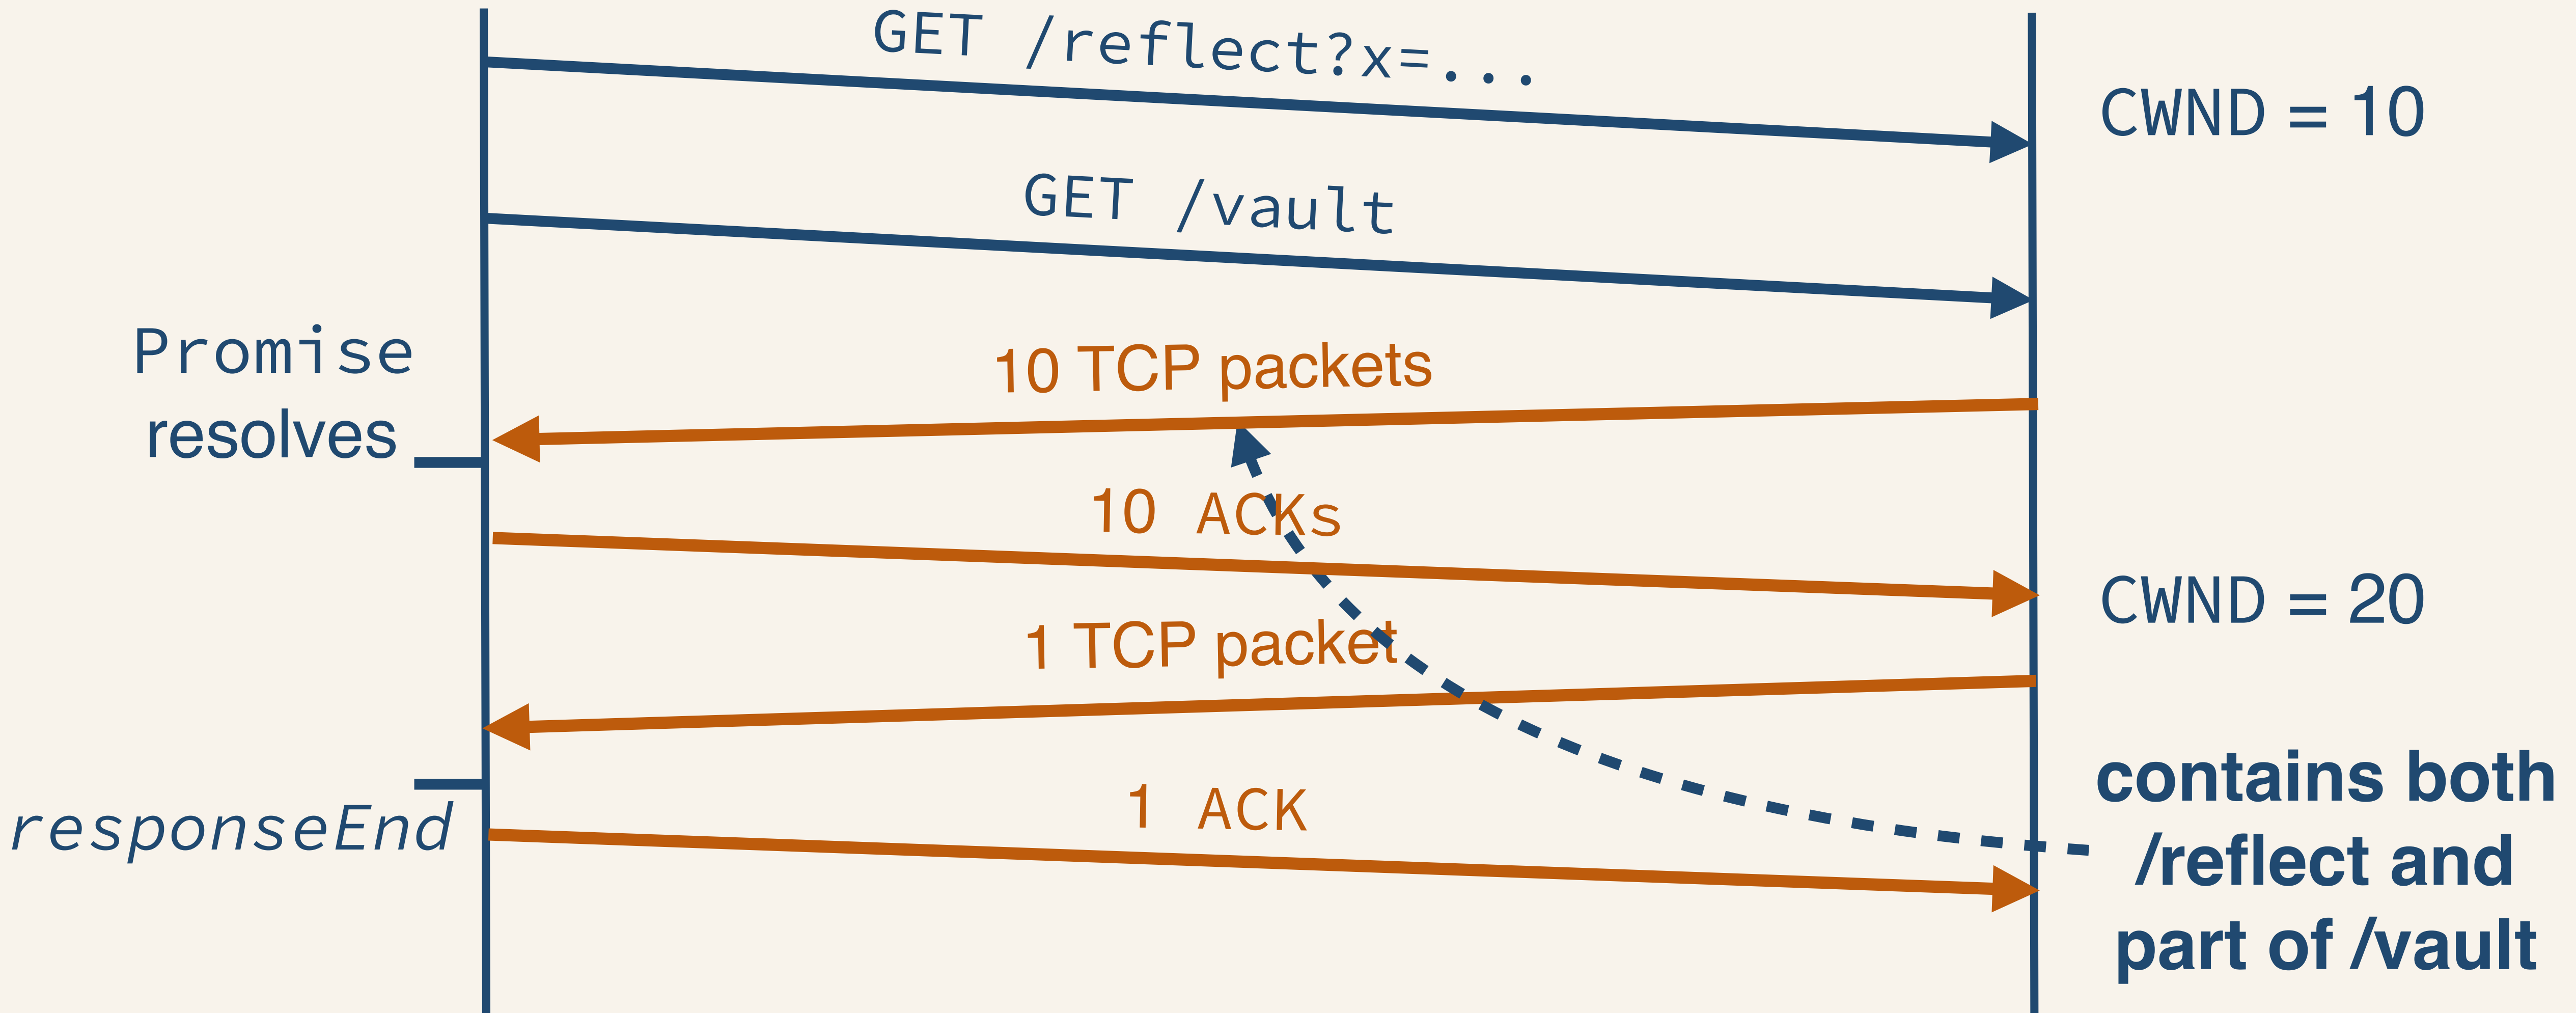 GET /reflect?x=...
CWND = 10
GET /vault
Promise
resolves
10 TCP packets
10 ACKs
CWND = 20
1 TCP packet
responseEnd
1 ACK
contains both
/reflect and
part of /vault